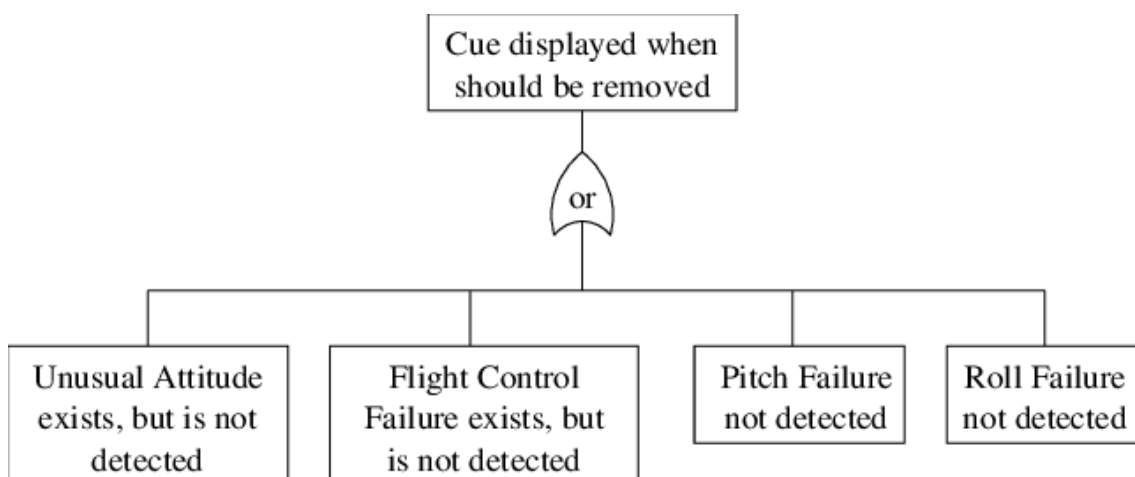 Cue displayed when
should be removed
or
Unusual Attitude
exists, but is not
detected
Flight Control
Failure exists, but
is not detected
Pitch Failure
not detected
Roll Failure
not detected